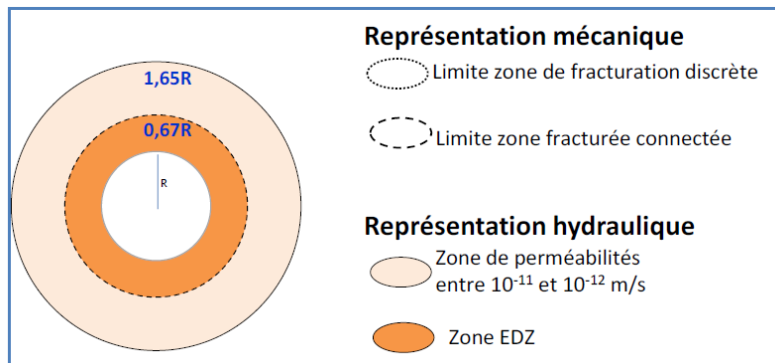 1,65R
0,67R
R
Représentation mécanique
Limite zone de fracturation discrète
Limite zone fracturée connectée
Représentation hydraulique
Zone de perméabilités
entre 10⁻¹¹ et 10⁻¹² m/s
Zone EDZ